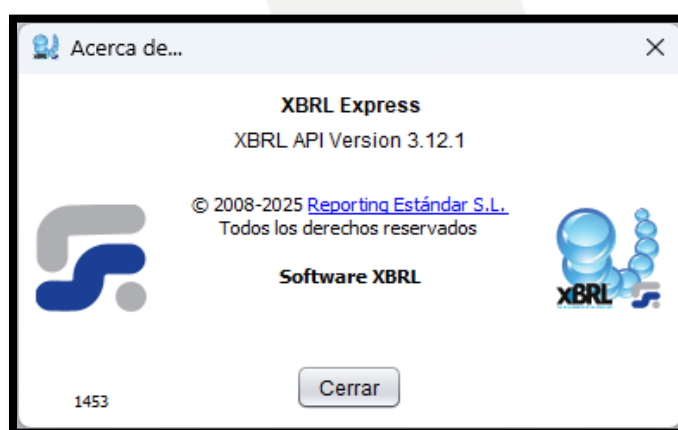 Acerca de...
XBRL Express
XBRL API Version 3.12.1
© 2008-2025 Reporting Estándar S.L.
Todos los derechos reservados
Software XBRL
xBRL
Cerrar
1453